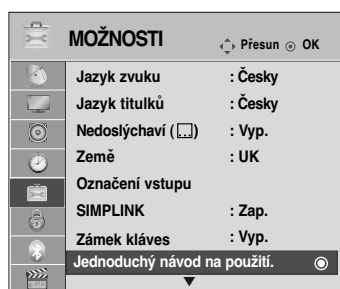 MOŽNOSTI
Přesun OK
Jazyk zvuku : Česky
Jazyk titulků : Česky
Nedoslýchaví ( ) : Vyp.
Země : UK
Označení vstupu
SIMPLINK : Zap.
Zámek kláves : Vyp.
Jednoduchý návod na použití.